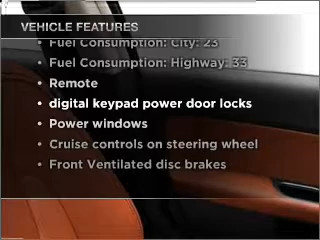 VEHICLE FEATURES
• Fuel Consumption: City: 23
• Fuel Consumption: Highway: 33
• Remote
• digital keypad power door locks
• Power windows
• Cruise controls on steering wheel
• Front Ventilated disc brakes